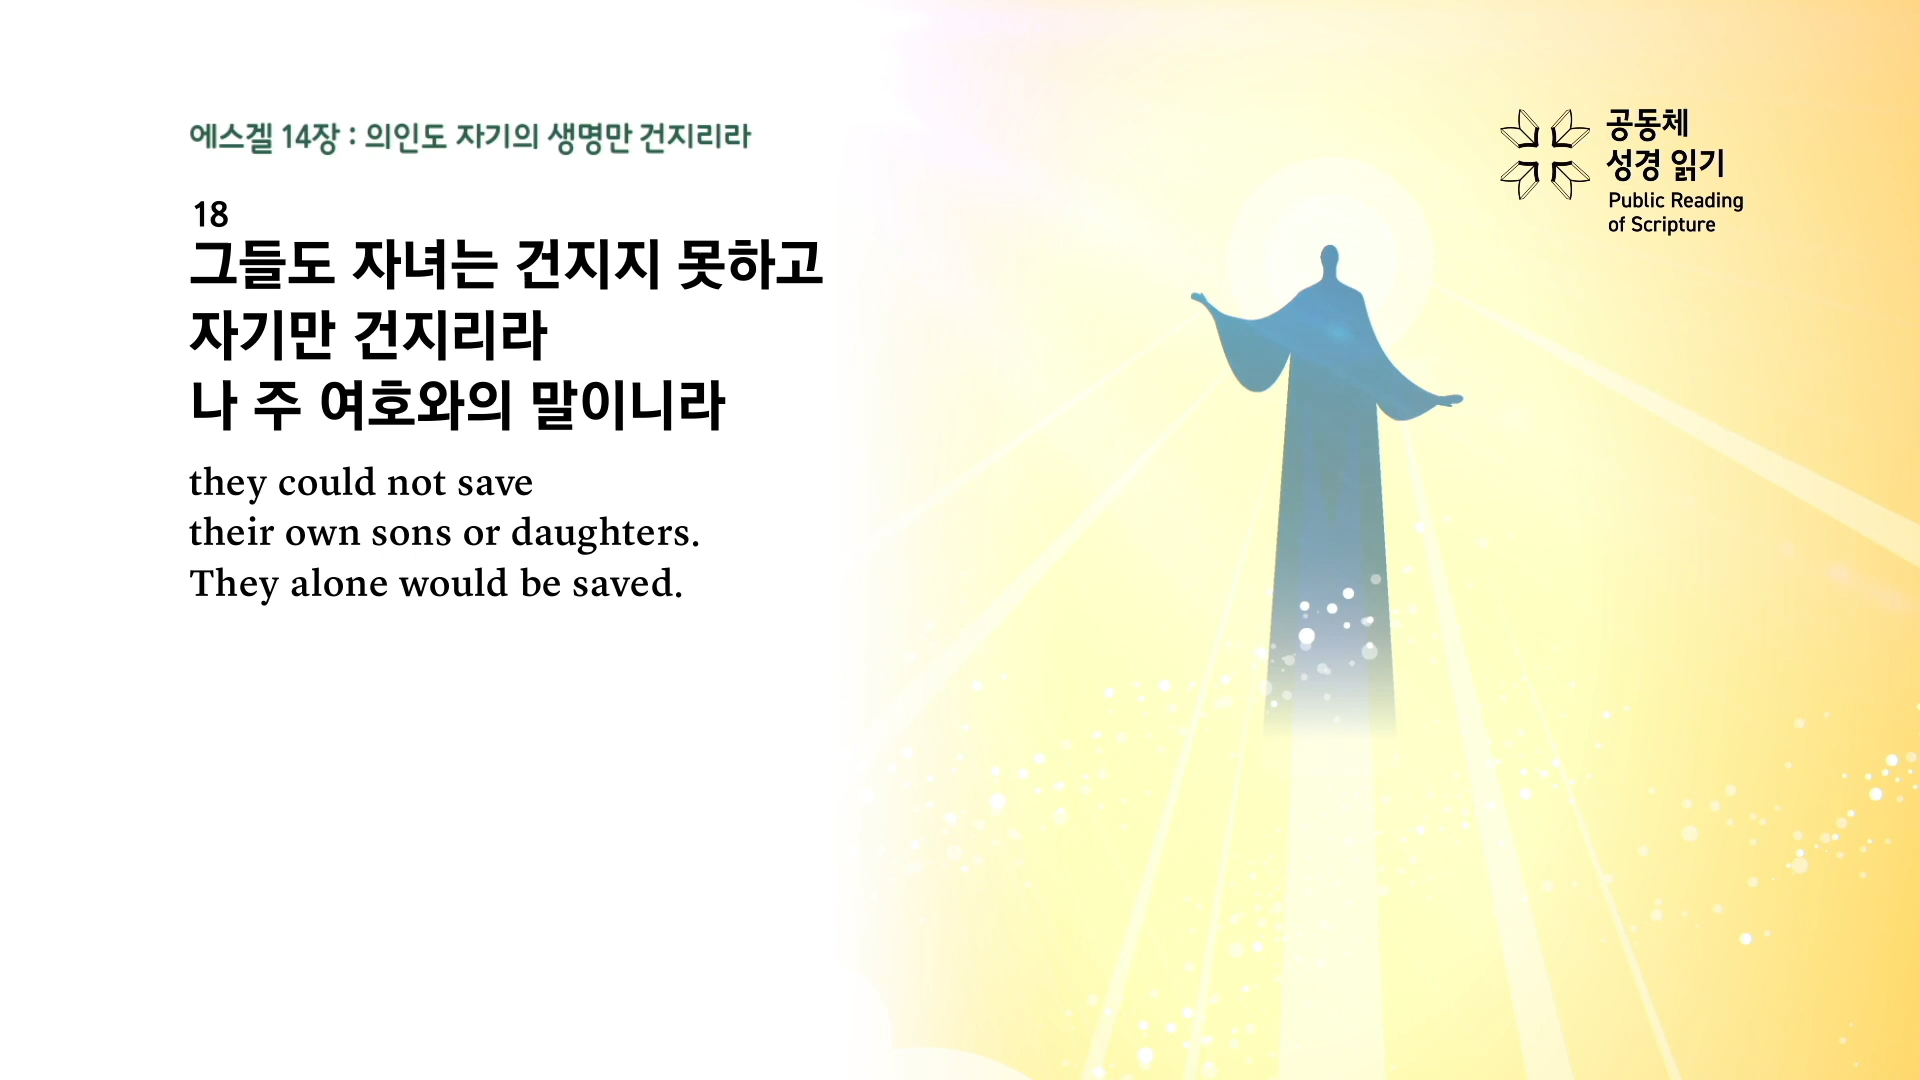 에스겔 14장 : 의인도 자기의 생명만 건지리라
18
그들도 자녀는 건지지 못하고
자기만 건지리라
나 주 여호와의 말이니라
they could not save
their own sons or daughters.
They alone would be saved.
공동체
성경 읽기
Public Reading
of Scripture